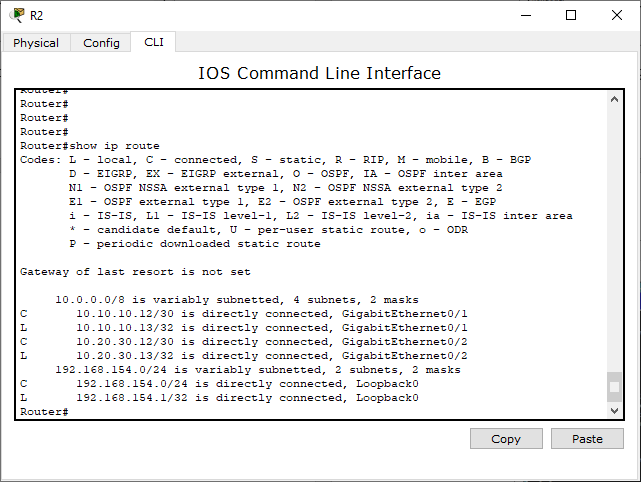 R2
Physical Config CLI
IOS Command Line Interface
Router#
Router#
Router#
Router#
Router#show ip route
Codes: L - local, C - connected, S - static, R - RIP, M - mobile, B - BGP
D - EIGRP, EX - EIGRP external, O - OSPF, IA - OSPF inter area
N1 - OSPF NSSA external type 1, N2 - OSPF NSSA external type 2
E1 - OSPF external type 1, E2 - OSPF external type 2, E - EGP
i - IS-IS, L1 - IS-IS level-1, L2 - IS-IS level-2, ia - IS-IS inter area
* - candidate default, U - per-user static route, o - ODR
P - periodic downloaded static route
Gateway of last resort is not set
10.0.0.0/8 is variably subnetted, 4 subnets, 2 masks
C 10.10.10.12/30 is directly connected, GigabitEthernet0/1
L 10.10.10.13/32 is directly connected, GigabitEthernet0/1
C 10.20.30.12/30 is directly connected, GigabitEthernet0/2
L 10.20.30.13/32 is directly connected, GigabitEthernet0/2
192.168.154.0/24 is variably subnetted, 2 subnets, 2 masks
C 192.168.154.0/24 is directly connected, Loopback0
L 192.168.154.1/32 is directly connected, Loopback0
Router#
Copy Paste